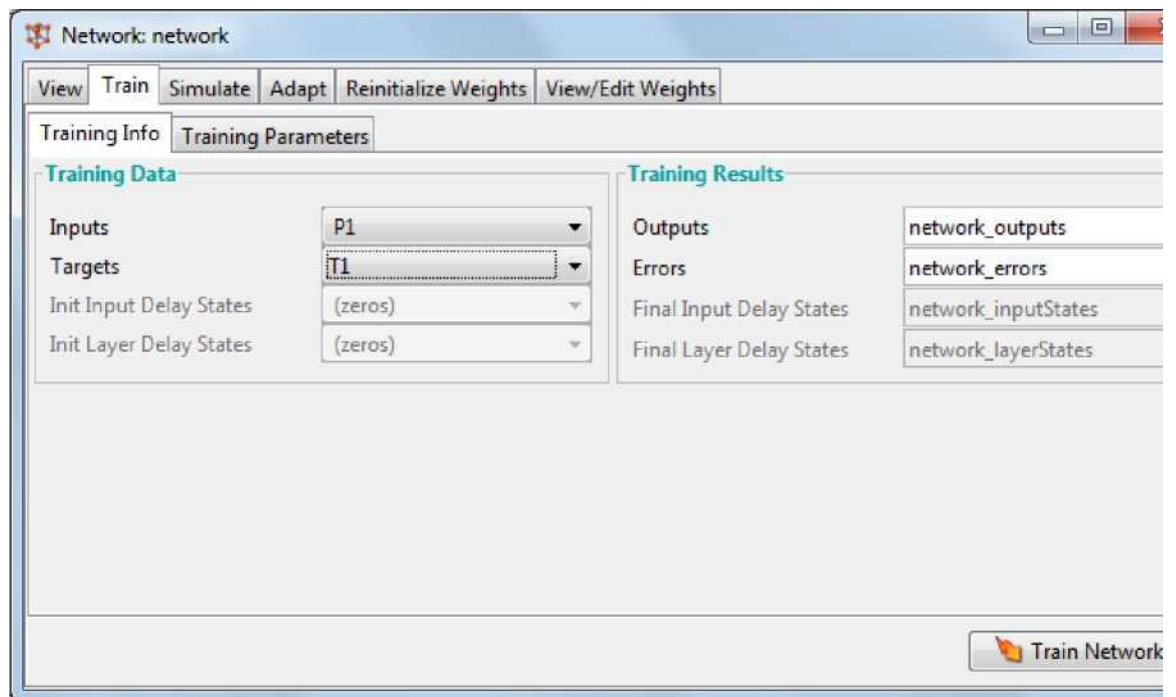 Network: network
View Train Simulate Adapt Reinitialize Weights View/Edit Weights
Training Info Training Parameters
Training Data
Inputs P1
Targets T1
Init Input Delay States (zeros)
Init Layer Delay States (zeros)
Training Results
Outputs network_outputs
Errors network_errors
Final Input Delay States network_inputStates
Final Layer Delay States network_layerStates
Train Network